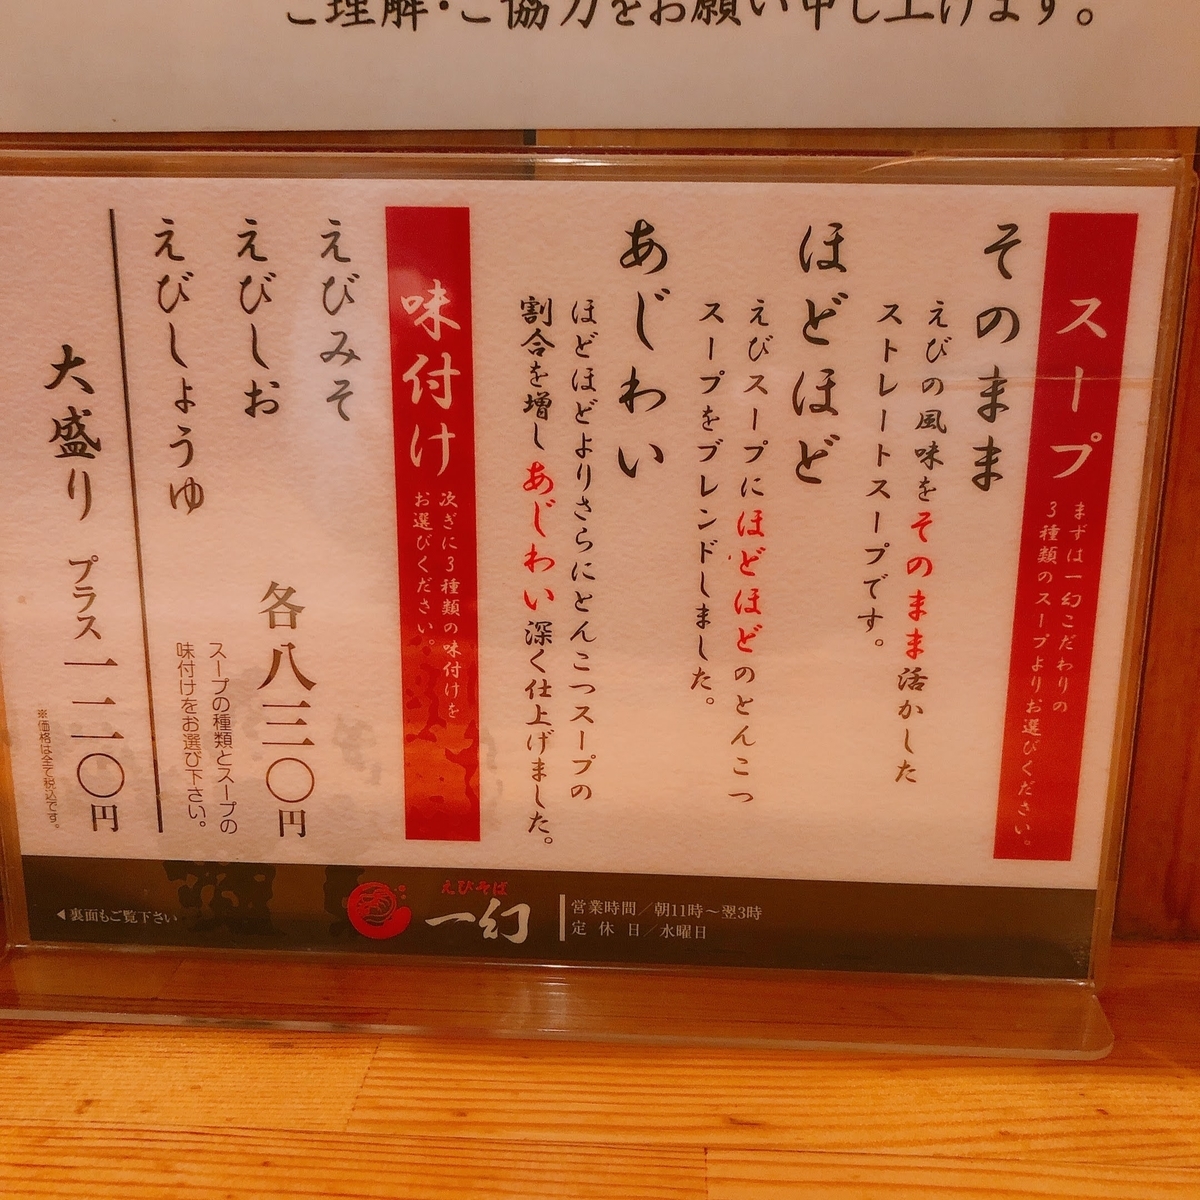 ご理解・ご協力をお願い申し上げます。
スープ
まずは一幻こだわりの
3種類のスープよりお選びください。
そのまま
えびの風味をそのまま活かした
ストレートスープです。
ほどほど
えびスープにほどほどのとんこつ
スープをブレンドしました。
あじわい
ほどほどよりさらにとんこつスープの
割合を増しあじわい深く仕上げました。
味付け
次ぎに3種類の味付けを
お選びください。
えびみそ
えびしお
えびしょうゆ
各八三〇円
スープの種類とスープの
味付けをお選び下さい。
大盛り プラス一二〇円
※価格は全て税込です。
◀裏面もご覧下さい
えびそば
一幻
営業時間／朝11時～翌3時
定休日／水曜日